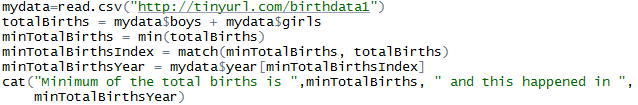 mydata=read.csv("http://tinyurl.com/birthdata1")
totalBirths = mydata$boys + mydata$girls
minTotalBirths = min(totalBirths)
minTotalBirthsIndex = match(minTotalBirths, totalBirths)
minTotalBirthsYear = mydata$year[minTotalBirthsIndex]
cat("Minimum of the total births is ",minTotalBirths, " and this happened in ",
    minTotalBirthsYear)